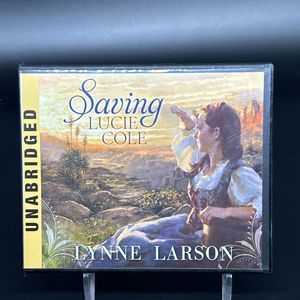 UNABRIDGED
Saving
LUCIE
COLE
LYNNE LARSON